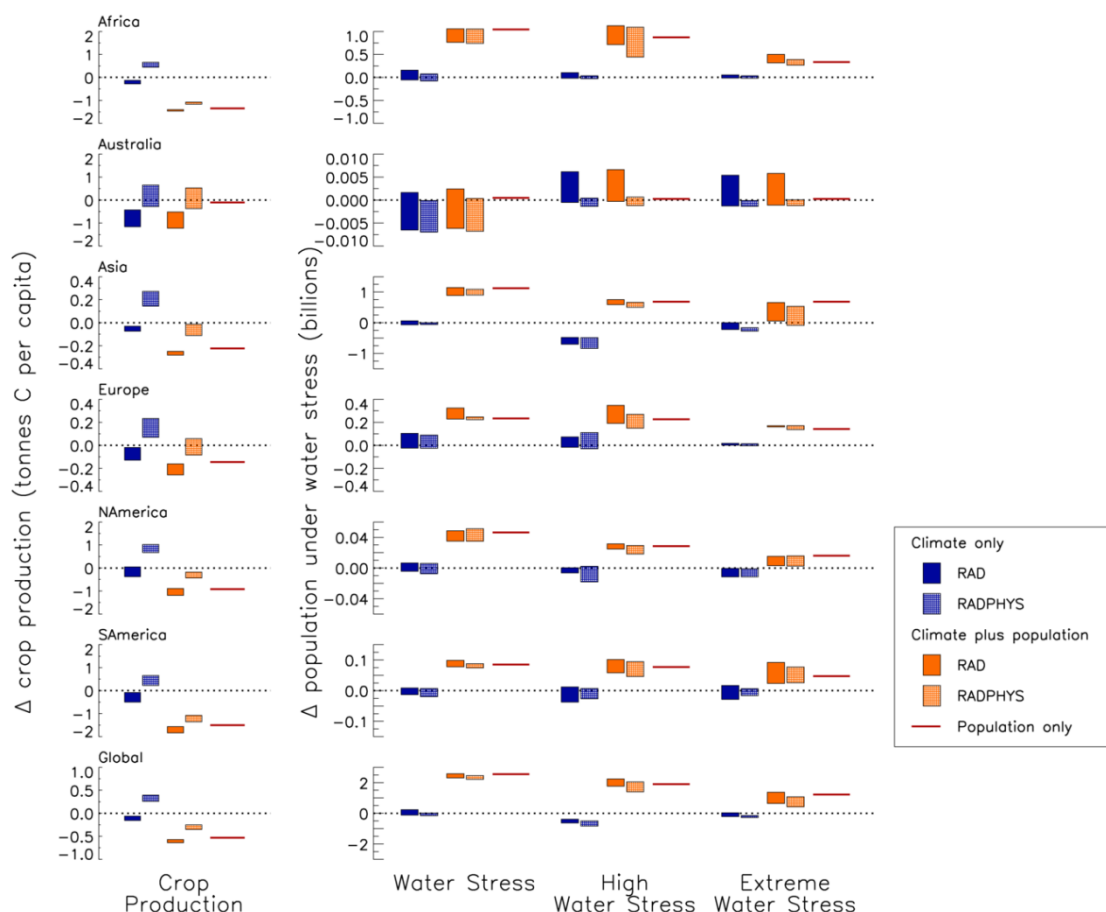 Africa
2
1
0
−1
−2
1.0
0.5
0.0
−0.5
−1.0
Australia
2
1
0
−1
−2
0.010
0.005
0.000
−0.005
−0.010
Asia
0.4
0.2
0.0
−0.2
−0.4
1
0
−1
Europe
0.4
0.2
0.0
−0.2
−0.4
0.4
0.2
0.0
−0.2
−0.4
NAmerica
2
1
0
−1
−2
0.04
0.00
−0.04
SAmerica
2
1
0
−1
−2
0.1
0.0
−0.1
Global
1.0
0.5
0.0
−0.5
−1.0
2
0
−2
Δ crop production (tonnes C per capita)
Δ population under water stress (billions)
Crop
Production
Water Stress
High
Water Stress
Extreme
Water Stress
Climate only
RAD
RADPHYS
Climate plus population
RAD
RADPHYS
Population only